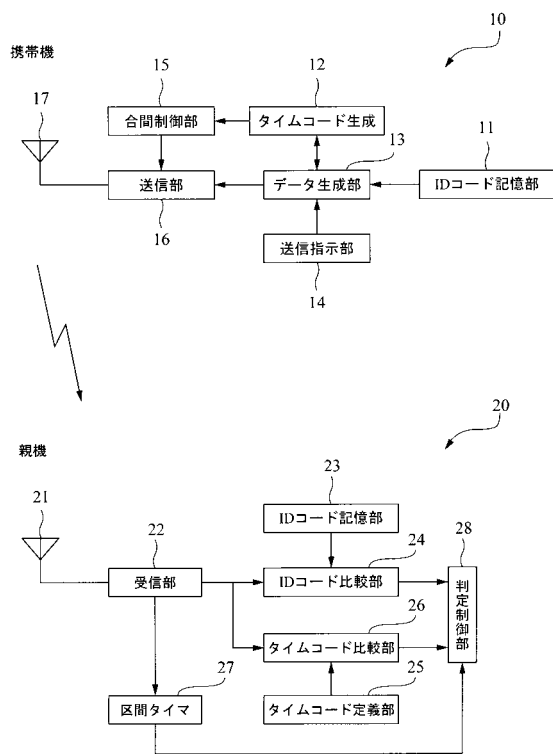 10
携帯機
15
12
17
合間制御部
タイムコード生成
13
11
送信部
データ生成部
IDコード記憶部
16
送信指示部
14
20
親機
23
21
IDコード記憶部
28
22
24
受信部
IDコード比較部
判定制御部
26
タイムコード比較部
27
25
区間タイマ
タイムコード定義部